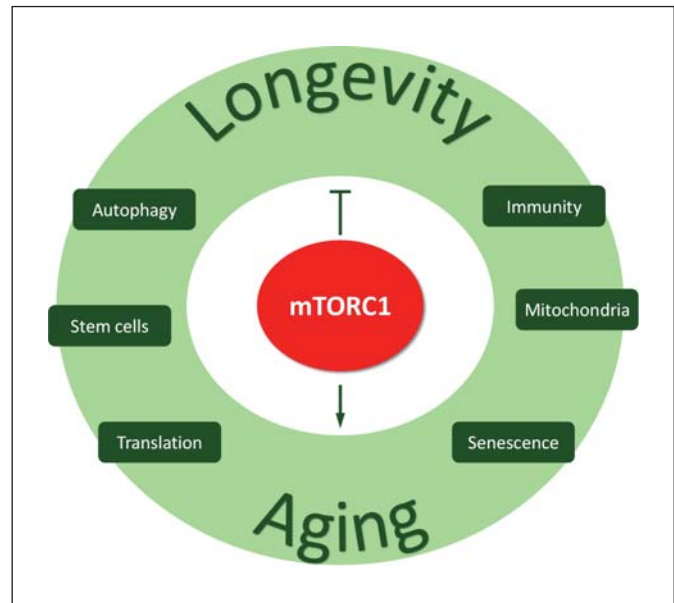 Longevity
Autophagy
Immunity
mTORC1
Stem cells
Mitochondria
Translation
Senescence
Aging